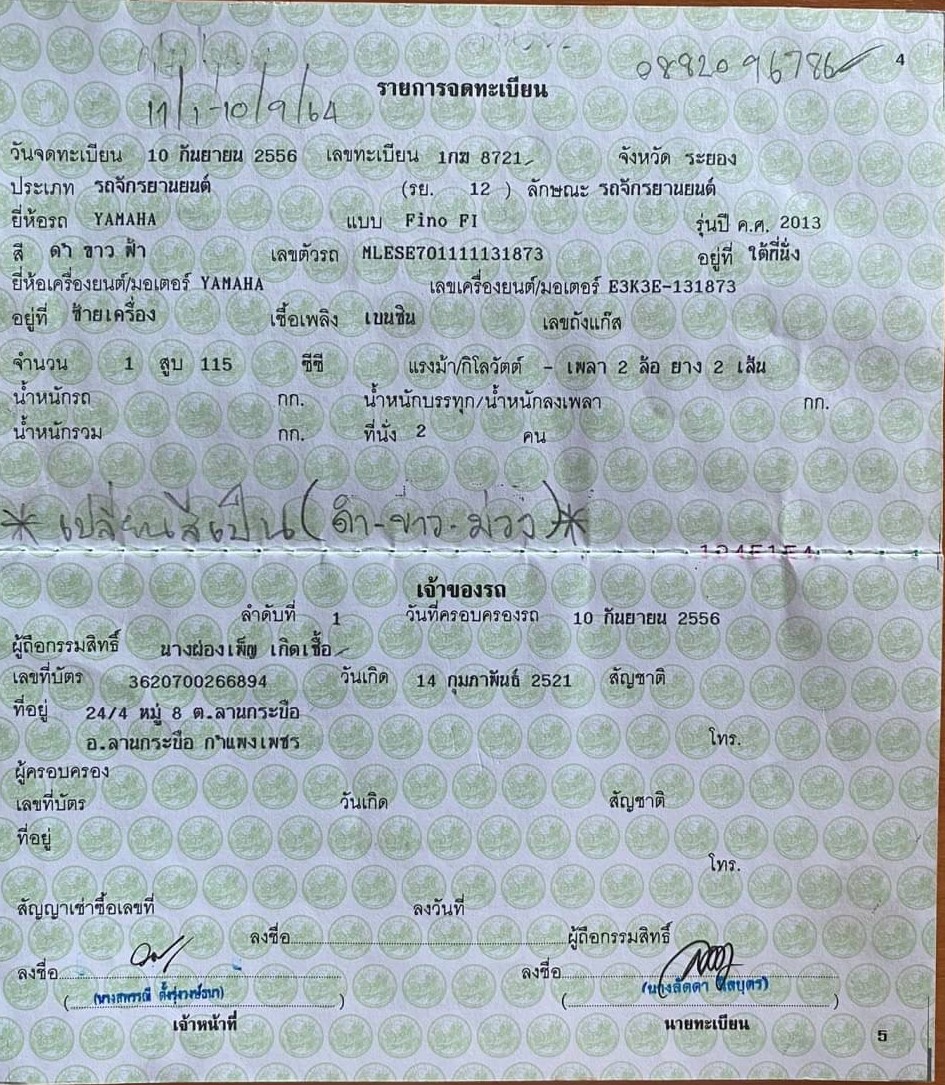 0882096786 4
รายการจดทะเบียน
11/1-10/9/64
วันจดทะเบียน 10 กันยายน 2556 เลขทะเบียน 1กฆ 8721 จังหวัด ระยอง
ประเภท รถจักรยานยนต์ (รย. 12 ) ลักษณะ รถจักรยานยนต์
ยี่ห้อรถ YAMAHA แบบ Fino FI รุ่นปี ค.ศ. 2013
สี ดำ ขาว ฟ้า เลขตัวรถ MLESE701111131873 อยู่ที่ ใต้ที่นั่ง
ยี่ห้อเครื่องยนต์/มอเตอร์ YAMAHA เลขเครื่องยนต์/มอเตอร์ E3K3E-131873
อยู่ที่ ซ้ายเครื่อง เชื้อเพลิง เบนซิน เลขถังแก๊ส
จำนวน 1 สูบ 115 ซีซี แรงม้า/กิโลวัตต์ - เพลา 2 ล้อ ยาง 2 เส้น
น้ำหนักรถ กก. น้ำหนักบรรทุก/น้ำหนักลงเพลา กก.
น้ำหนักรวม กก. ที่นั่ง 2 คน
* เปลี่ยนสีเป็น (ดำ-ขาว-ม่วง) *
เจ้าของรถ
ลำดับที่ 1 วันที่ครอบครองรถ 10 กันยายน 2556
ผู้ถือกรรมสิทธิ์ นางผ่องเพ็ญ เกิดเชื้อ
เลขที่บัตร 3620700266894 วันเกิด 14 กุมภาพันธ์ 2521 สัญชาติ
ที่อยู่ 24/4 หมู่ 8 ต.ลานกระบือ
อ.ลานกระบือ กำแพงเพชร โทร.
ผู้ครอบครอง
เลขที่บัตร วันเกิด สัญชาติ
ที่อยู่
โทร.
สัญญาเช่าซื้อเลขที่ ลงวันที่
ลงชื่อ ผู้ถือกรรมสิทธิ์
ลงชื่อ ลงชื่อ
(นางลัดดา
เจ้าหน้าที่ นายทะเบียน
5